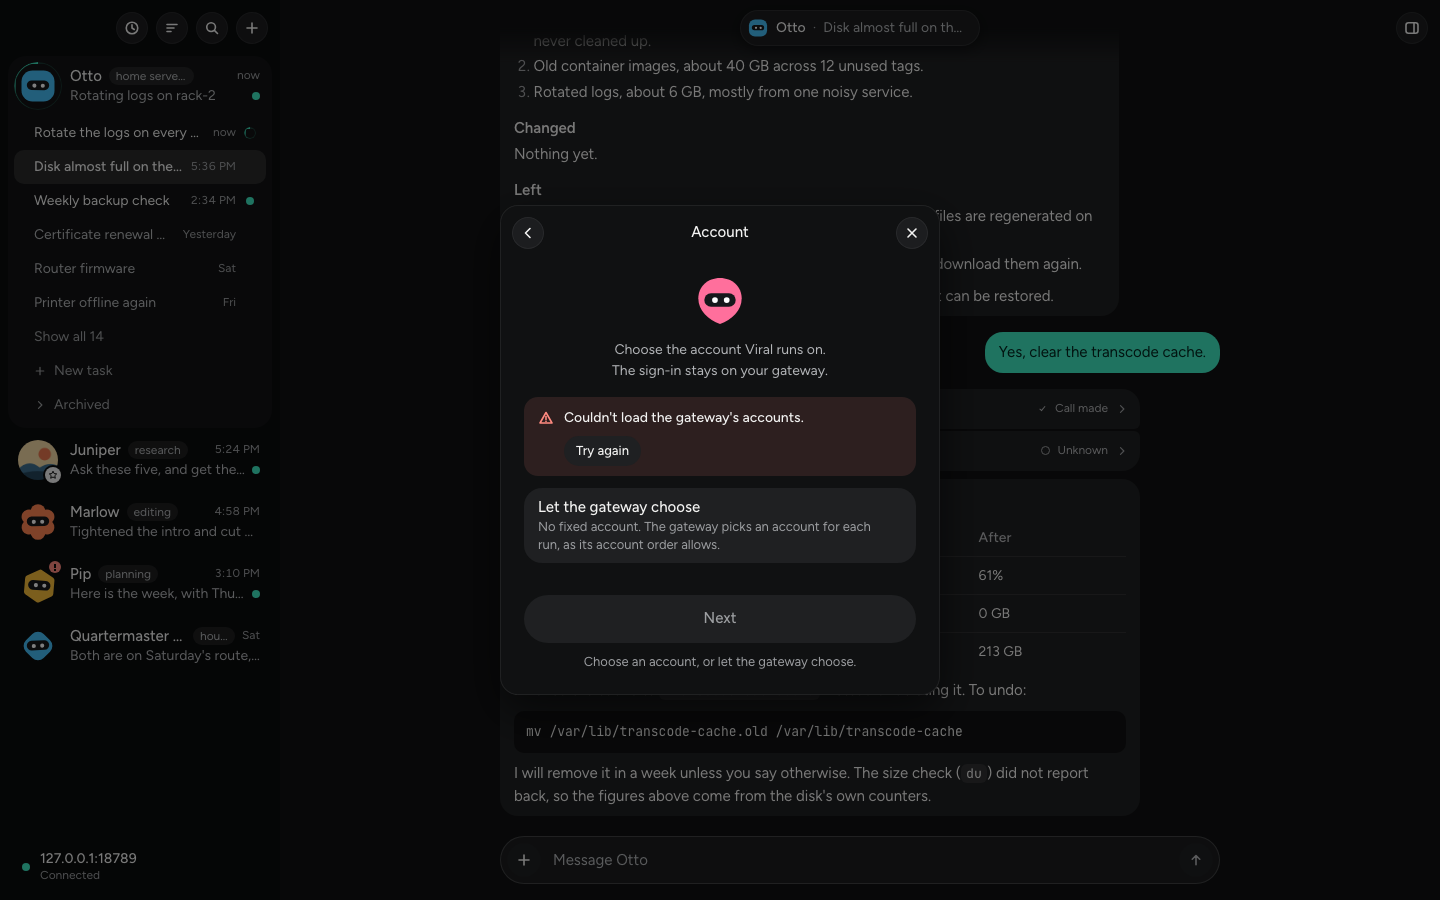 Otto
home serve...
now
Rotating logs on rack-2
Rotate the logs on every ...
now
Disk almost full on the...
5:36 PM
Weekly backup check
2:34 PM
Certificate renewal ...
Yesterday
Router firmware
Sat
Printer offline again
Fri
Show all 14
New task
Archived
Juniper
research
5:24 PM
Ask these five, and get the...
Marlow
editing
4:58 PM
Tightened the intro and cut ...
Pip
planning
3:10 PM
Here is the week, with Thu...
Quartermaster ...
hou...
Sat
Both are on Saturday's route,...
127.0.0.1:18789
Connected
Otto · Disk almost full on th...
never cleaned up.
2. Old container images, about 40 GB across 12 unused tags.
3. Rotated logs, about 6 GB, mostly from one noisy service.
Changed
Nothing yet.
Left
files are regenerated on
download them again.
can be restored.
Yes, clear the transcode cache.
Call made
Unknown
After
61%
0 GB
213 GB
it. To undo:
mv /var/lib/transcode-cache.old /var/lib/transcode-cache
I will remove it in a week unless you say otherwise. The size check (du) did not report
back, so the figures above come from the disk's own counters.
Message Otto
Account
Choose the account Viral runs on.
The sign-in stays on your gateway.
Couldn't load the gateway's accounts.
Try again
Let the gateway choose
No fixed account. The gateway picks an account for each
run, as its account order allows.
Next
Choose an account, or let the gateway choose.